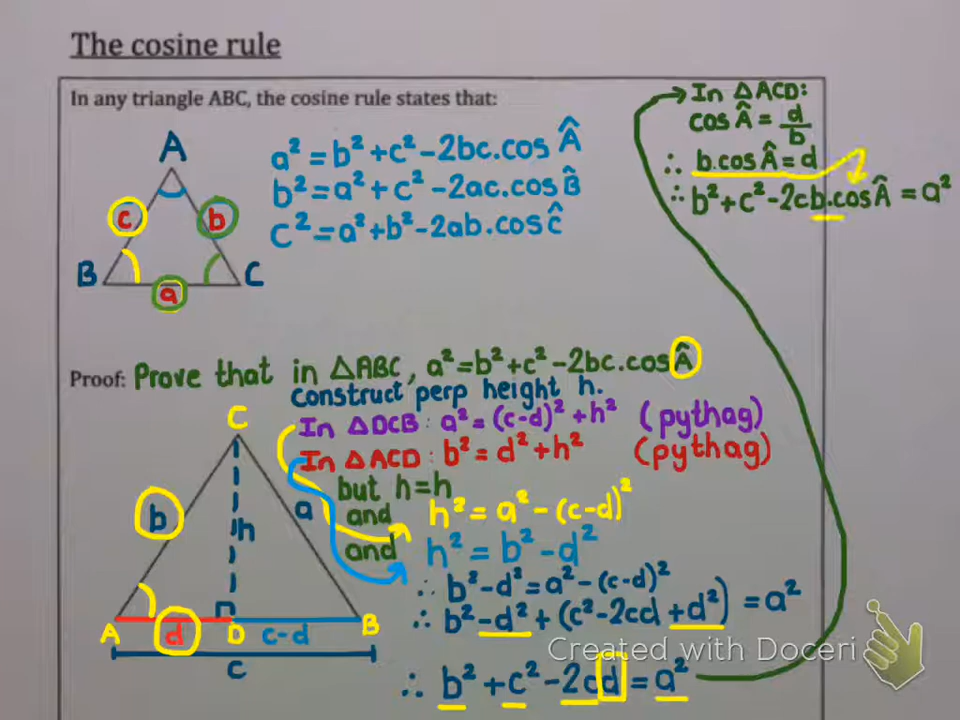 The cosine rule
In any triangle ABC, the cosine rule states that:
A
c
b
B
a
C
a² = b² + c² - 2bc.cos Â
b² = a² + c² - 2ac.cos B̂
c² = a² + b² - 2ab.cos ĉ
Proof: Prove that in △ABC, a² = b² + c² - 2bc.cos Â
Construct perp height h.
In △DCB: a² = (c-d)² + h² (pythag)
In △ACD: b² = d² + h² (pythag)
but h = h
and h² = a² - (c-d)²
and h² = b² - d²
∴ b² - d² = a² - (c-d)²
∴ b² - d² + (c² - 2cd + d²) = a²
∴ b² + c² - 2cd = a²
C
b
h
a
A
d
D
c-d
B
c
In △ACD:
cos Â = d/b
∴ b.cos Â = d
∴ b² + c² - 2cb.cos Â = a²
Created with Doceri